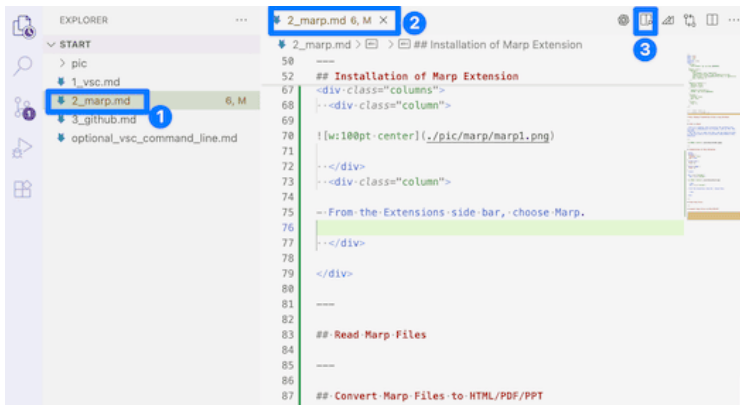 EXPLORER
START
pic
1_vsc.md
2_marp.md 6, M
1
3_github.md
optional_vsc_command_line.md
1
2_marp.md 6, M
2
3
2_marp.md > > ## Installation of Marp Extension
50 ---
52 ## Installation of Marp Extension
67 <div class="columns">
68 <div class="column">
69
70 ![w:100pt center](./pic/marp/marp1.png)
71
72 </div>
73 <div class="column">
74
75 - From the Extensions side bar, choose Marp.
76
77 </div>
78
79 </div>
80
81 ---
82
83 ## Read Marp Files
84
85 ---
86
87 ## Convert Marp Files to HTML/PDF/PPT